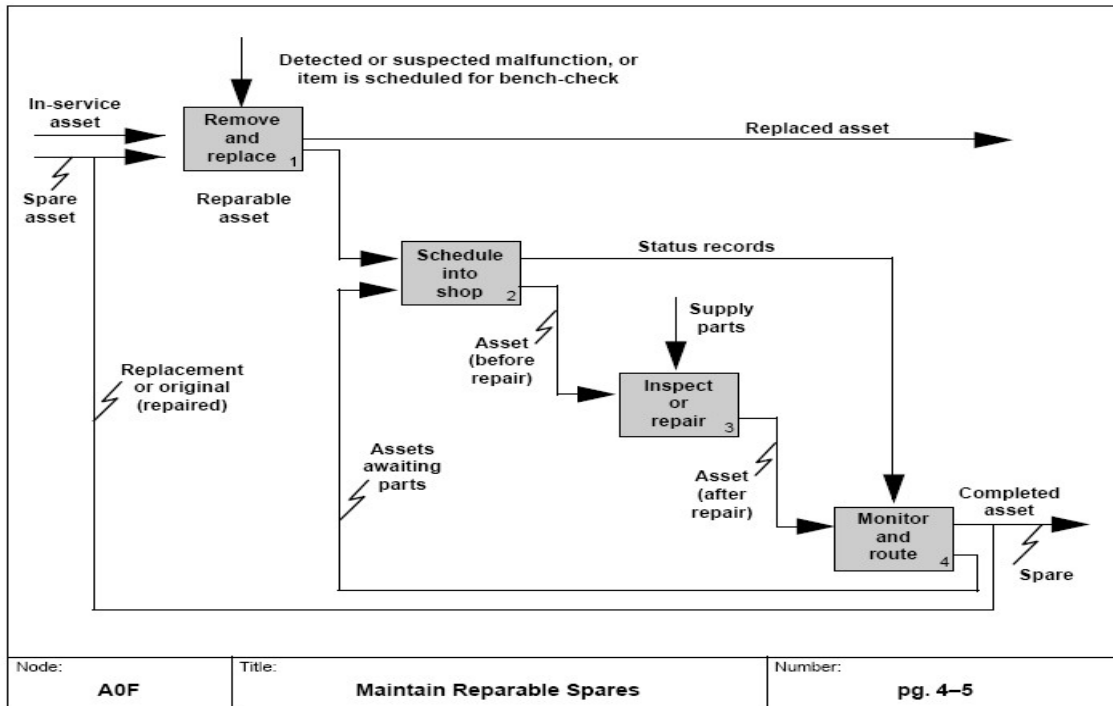 Detected or suspected malfunction, or
item is scheduled for bench-check
In-service
asset
Remove
and
replace
1
Replaced asset
Spare
asset
Reparable
asset
Schedule
into
shop
2
Status records
Supply
parts
Asset
(before
repair)
Replacement
or original
(repaired)
Inspect
or
repair
3
Assets
awaiting
parts
Asset
(after
repair)
Completed
asset
Monitor
and
route
4
Spare
Node:
A0F
Title:
Maintain Reparable Spares
Number:
pg. 4–5